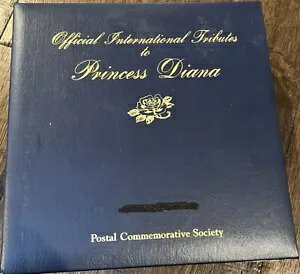 Official International Tributes
to
Princess Diana
Postal Commemorative Society